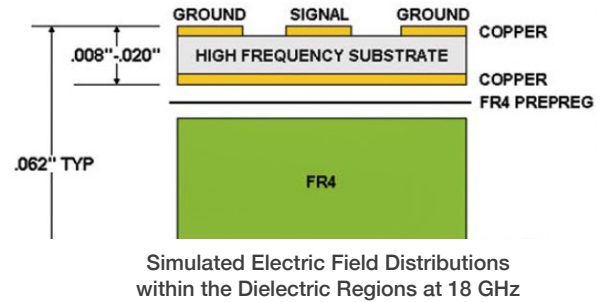 GROUND SIGNAL GROUND
COPPER
.008"-.020"
HIGH FREQUENCY SUBSTRATE
COPPER
FR4 PREPREG
.062" TYP
FR4
Simulated Electric Field Distributions
within the Dielectric Regions at 18 GHz